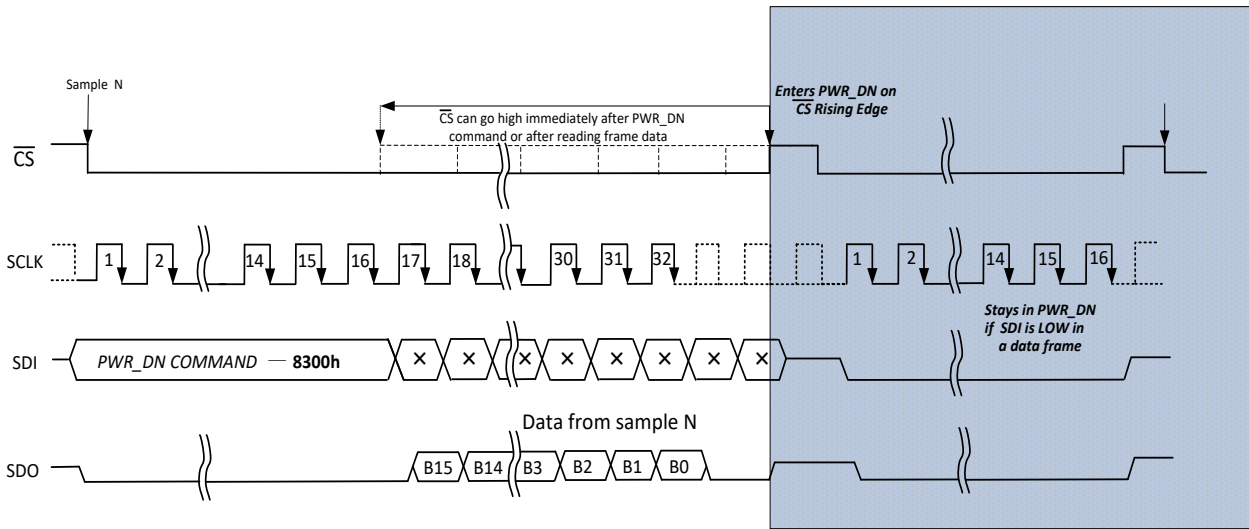 Sample N
Enters PWR_DN on
CS Rising Edge
CS can go high immediately after PWR_DN
command or after reading frame data
CS
SCLK
1
2
14
15
16
17
18
30
31
32
1
2
14
15
16
Stays in PWR_DN
if SDI is LOW in
a data frame
SDI
PWR_DN COMMAND — 8300h
X
X
X
X
X
X
X
X
Data from sample N
SDO
B15
B14
B3
B2
B1
B0